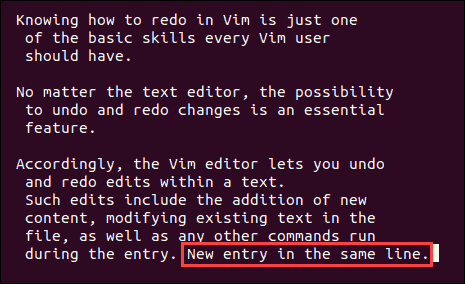 Knowing how to redo in Vim is just one
of the basic skills every Vim user
should have.
No matter the text editor, the possibility
to undo and redo changes is an essential
feature.
Accordingly, the Vim editor lets you undo
and redo edits within a text.
Such edits include the addition of new
content, modifying existing text in the
file, as well as any other commands run
during the entry. New entry in the same line.